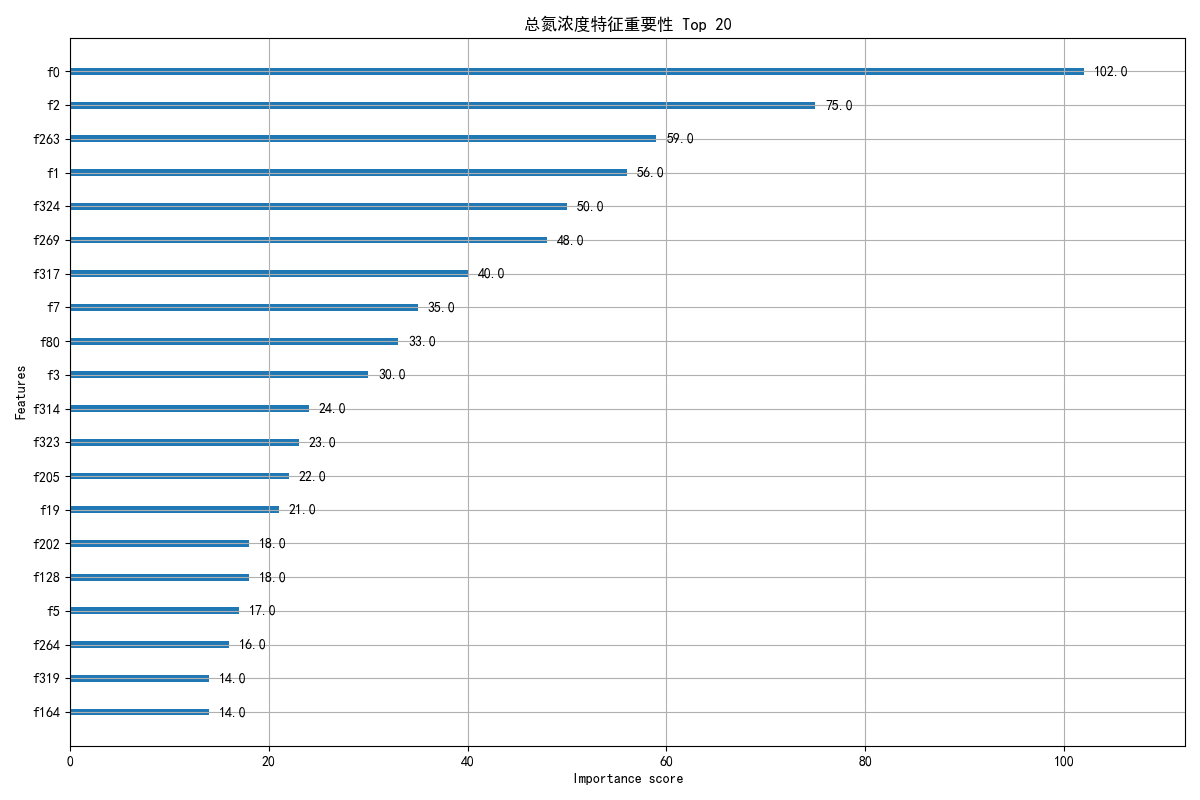 总氮浓度特征重要性 Top 20
f0 102.0
f2 75.0
f263 59.0
f1 56.0
f324 50.0
f269 48.0
f317 40.0
f7 35.0
f80 33.0
f3 30.0
f314 24.0
f323 23.0
f205 22.0
f19 21.0
f202 18.0
f128 18.0
f5 17.0
f264 16.0
f319 14.0
f164 14.0
Features
0 20 40 60 80 100
Importance score